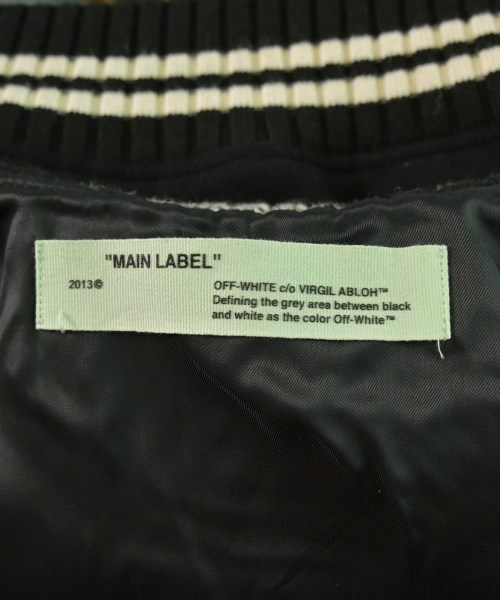 "MAIN LABEL"
2013©
OFF-WHITE c/o VIRGIL ABLOH™
Defining the grey area between black
and white as the color Off-White™